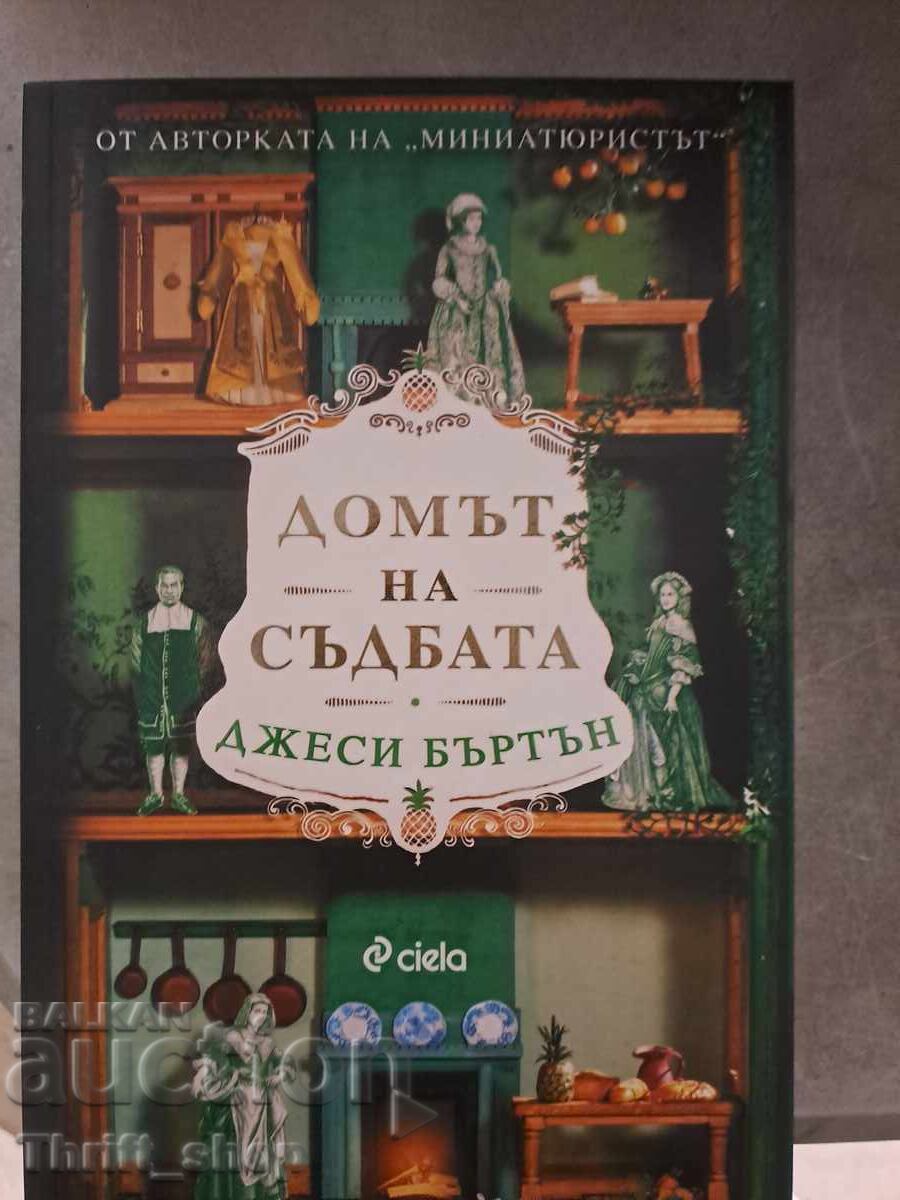 ОТ АВТОРКАТА НА „МИНИАТЮРИСТЪТ“
ДОМЪТ
НА
СЪДБАТА
ДЖЕСИ БЪРТЪН
ciela
BALKAN
auction
Thrift_shop